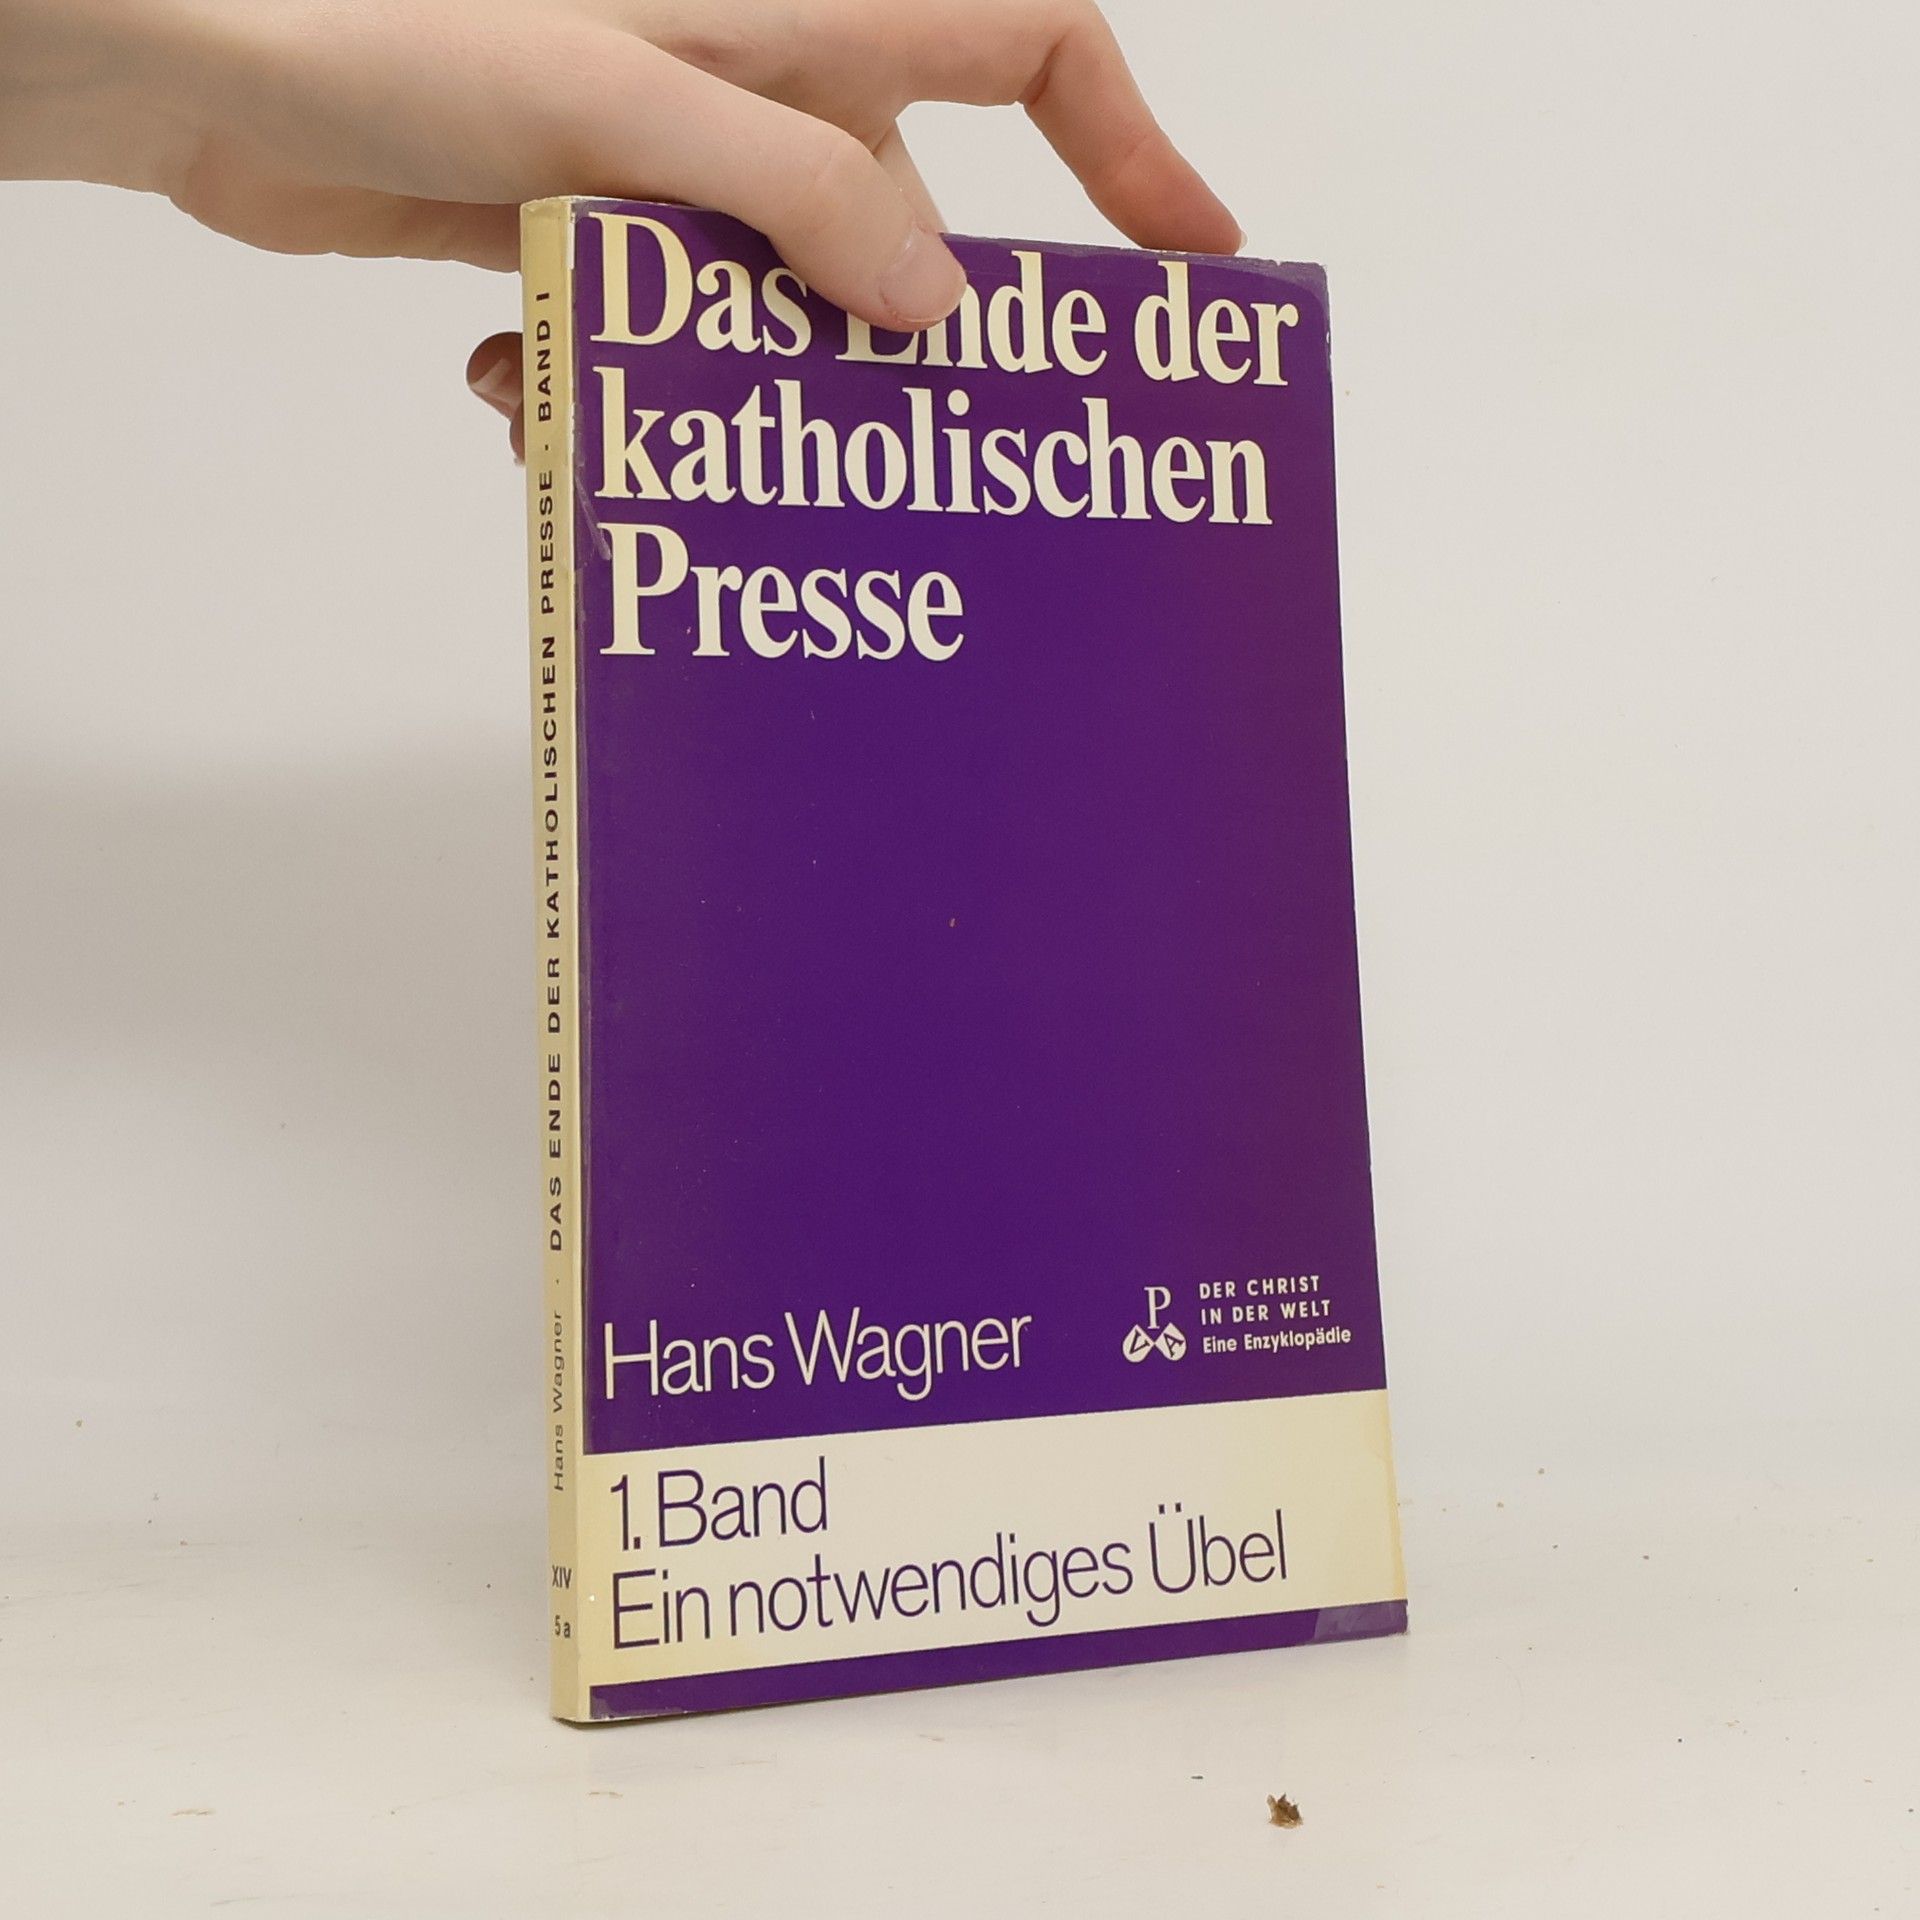 Das Ende der
katholischen
Presse
Hans Wagner
P
L A
DER CHRIST
IN DER WELT
Eine Enzyklopädie
1. Band
Ein notwendiges Übel
Hans Wagner · DAS ENDE DER KATHOLISCHEN PRESSE · BAND I
XIV
5a